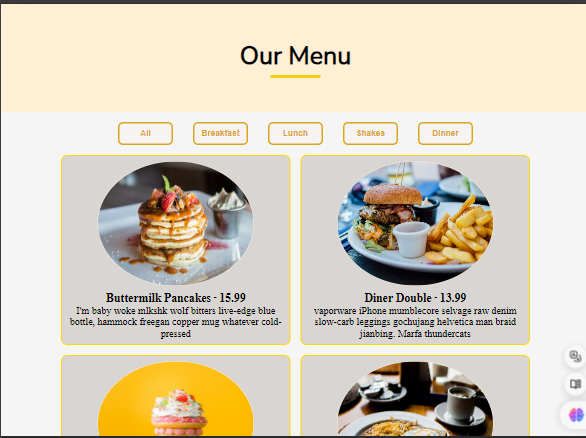 Our Menu
All
Breakfast
Lunch
Shakes
Dinner
Buttermilk Pancakes - 15.99
I'm baby woke mlkshk wolf bitters live-edge blue
bottle, hammock freegan copper mug whatever cold-
pressed
Diner Double - 13.99
vaporware iPhone mumblecore selvage raw denim
slow-carb leggings gochujang helvetica man braid
jianbing. Marfa thundercats